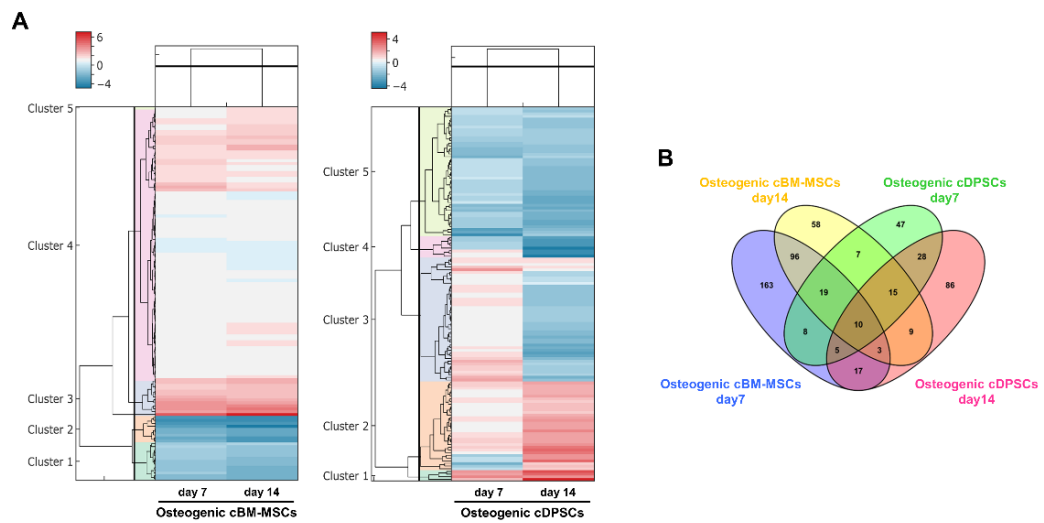 A
6
0
−4
4
0
−4
Cluster 5
Cluster 4
Cluster 3
Cluster 2
Cluster 1
day 7
day 14
Osteogenic cBM-MSCs
Cluster 5
Cluster 4
Cluster 3
Cluster 2
Cluster 1
day 7
day 14
Osteogenic cDPSCs
B
Osteogenic cBM-MSCs
day14
Osteogenic cDPSCs
day7
58
47
96
7
28
163
19
15
86
8
10
9
5
3
17
Osteogenic cBM-MSCs
day7
Osteogenic cDPSCs
day14